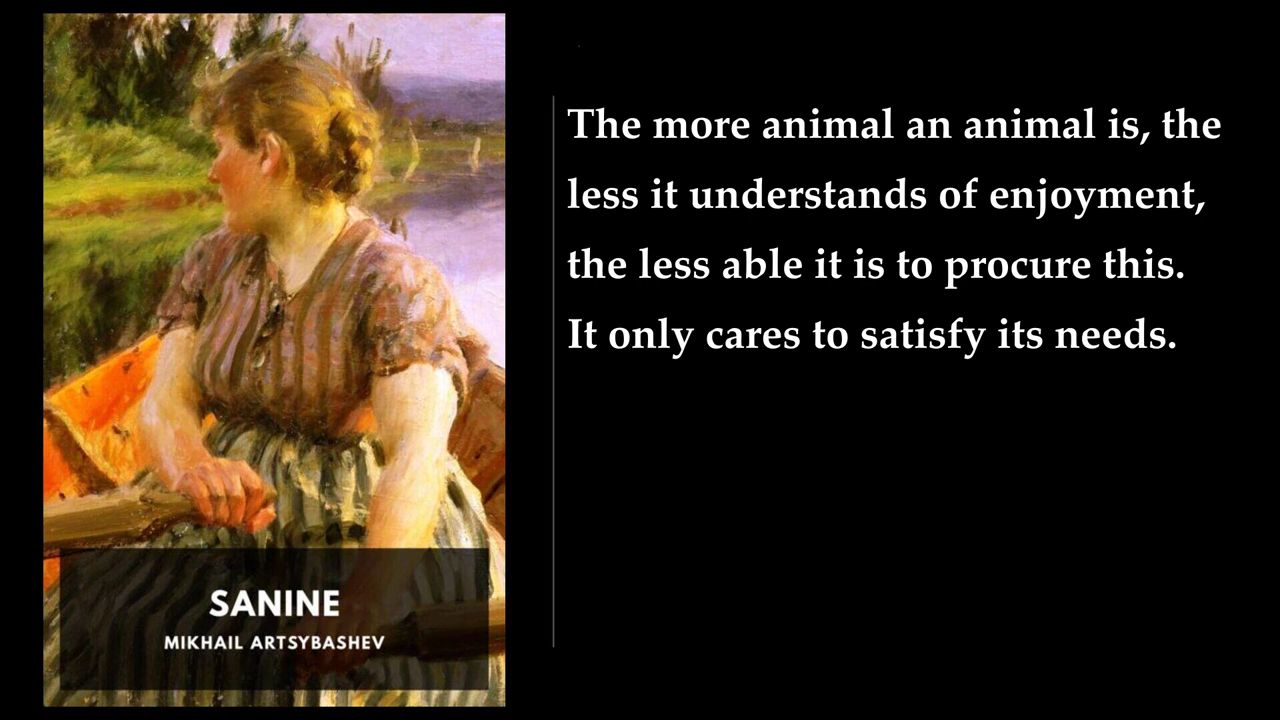 SANINE
MIKHAIL ARTSYBASHEV
The more animal an animal is, the
less it understands of enjoyment,
the less able it is to procure this.
It only cares to satisfy its needs.